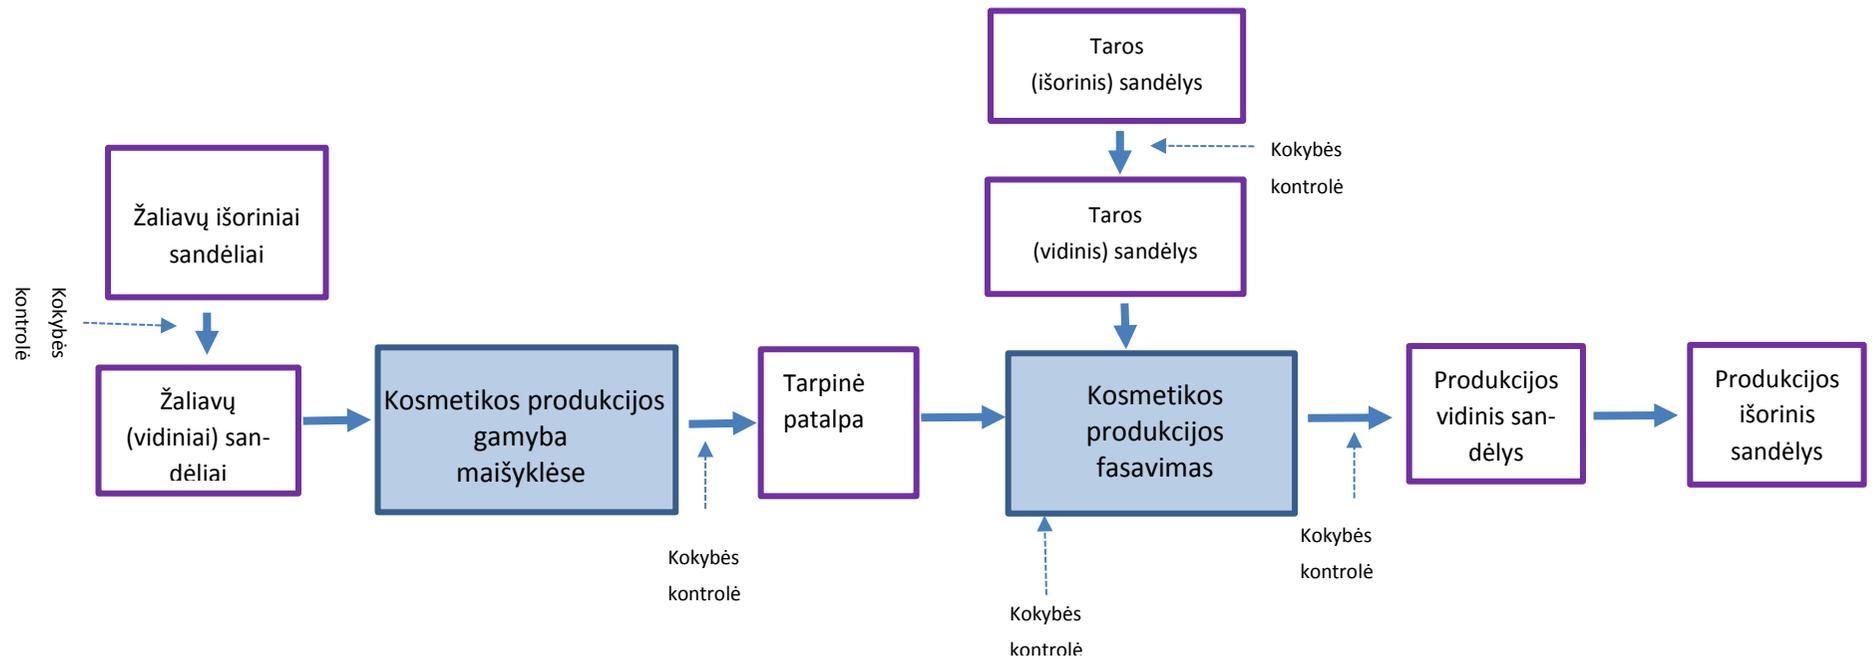 Taros
(išorinis) sandėlys
Kokybės
kontrolė
Taros
(vidinis) sandėlys
Žaliavų išoriniai
sandėliai
Kokybės
kontrolė
Žaliavų
(vidiniai) san-
dėliai
Kosmetikos produkcijos
gamyba
maišyklėse
Tarpinė
patalpa
Kosmetikos
produkcijos
fasavimas
Produkcijos
vidinis san-
dėlys
Produkcijos
išorinis
sandėlys
Kokybės
kontrolė
Kokybės
kontrolė
Kokybės
kontrolė